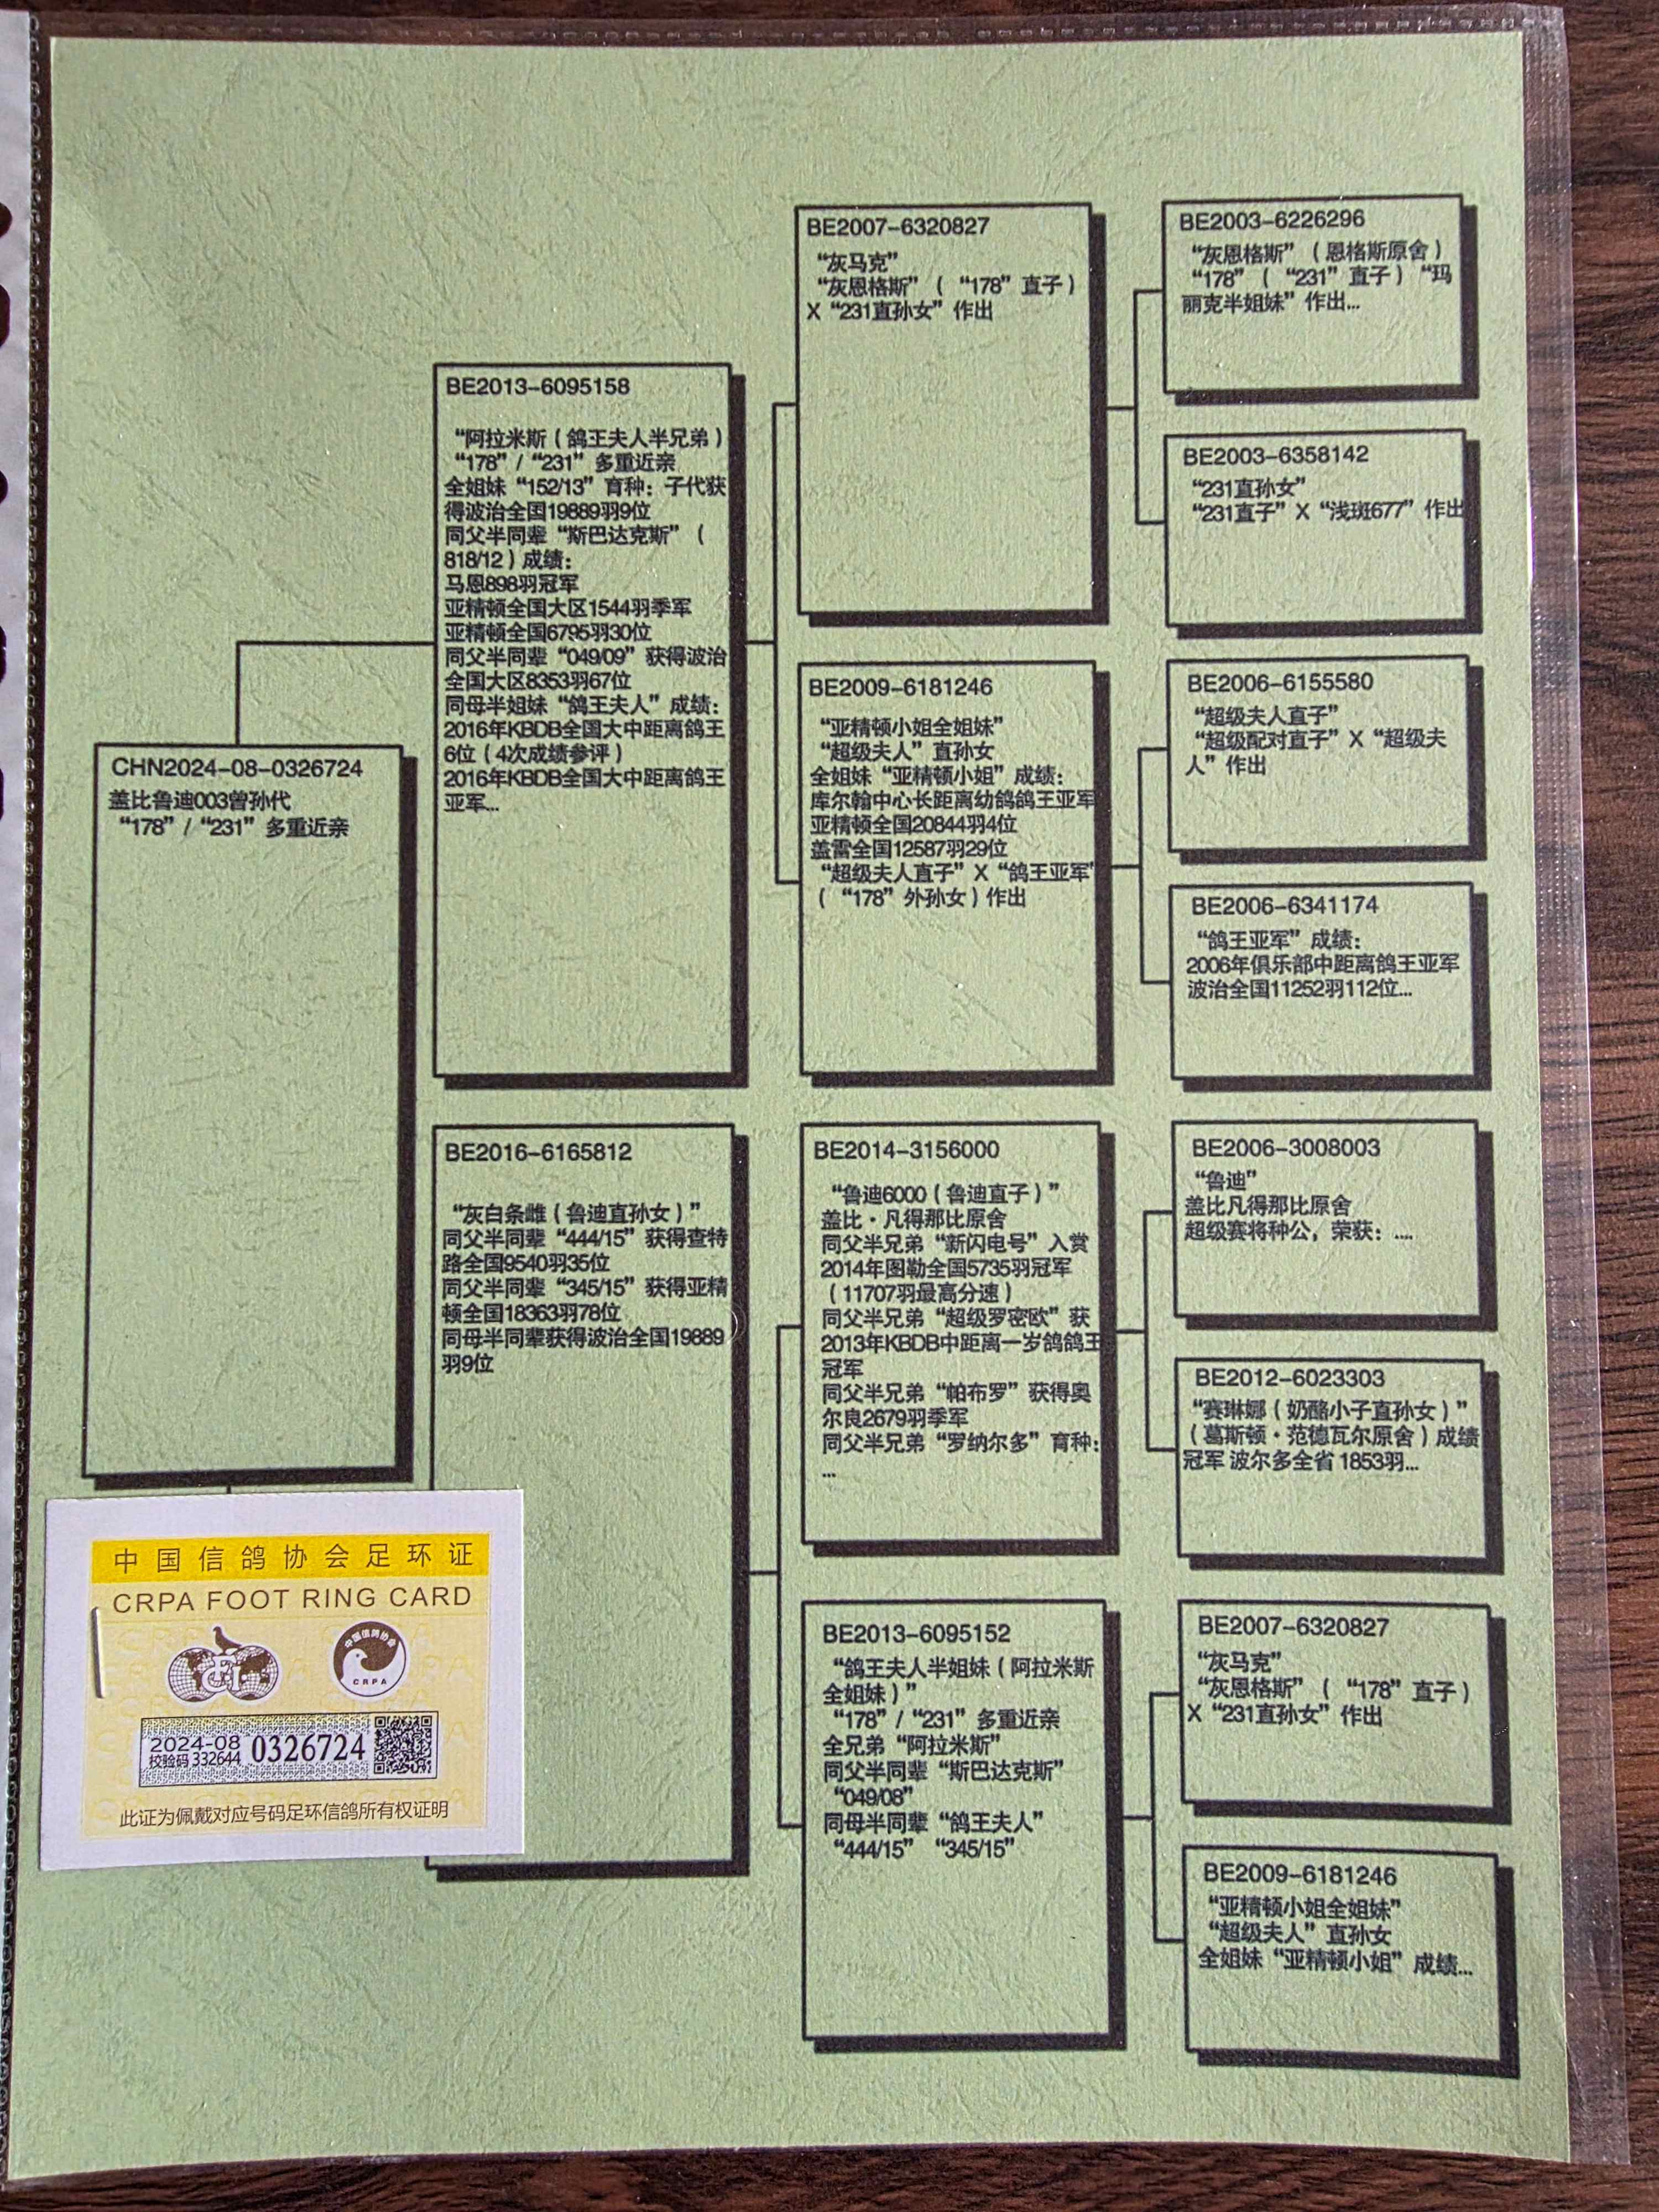 CHN2024-08-0326724
盖比鲁迪003曾孙代
“178” / “231” 多重近亲
BE2013-6095158
“阿拉米斯（鸽王夫人半兄弟）
“178” / “231” 多重近亲
全姐妹 “152/13” 育种：子代获
得波治全国19889羽9位
同父半同辈 “斯巴达克斯” （
818/12）成绩：
马恩898羽冠军
亚精顿全国大区1544羽季军
亚精顿全国6795羽30位
同父半同辈 “049/09” 获得波治
全国大区8353羽67位
同母半姐妹 “鸽王夫人” 成绩：
2016年KBDB全国大中距离鸽王
6位（4次成绩参评）
2016年KBDB全国大中距离鸽王
亚军...
BE2016-6165812
“灰白条雌（鲁迪直孙女）”
同父半同辈 “444/15” 获得查特
路全国9540羽35位
同父半同辈 “345/15” 获得亚精
顿全国18363羽78位
同母半同辈获得波治全国19889
羽9位
BE2007-6320827
“灰马克”
“灰恩格斯” （ “178” 直子）
X “231直孙女” 作出
BE2009-6181246
“亚精顿小姐全姐妹”
“超级夫人” 直孙女
全姐妹 “亚精顿小姐” 成绩：
库尔翰中心长距离幼鸽鸽王亚军
亚精顿全国20844羽4位
盖雷全国12587羽29位
“超级夫人直子” X “鸽王亚军”
（ “178” 外孙女）作出
BE2014-3156000
“鲁迪6000（鲁迪直子）”
盖比·凡得那比原舍
同父半兄弟 “新闪电号” 入赏
2014年图勒全国5735羽冠军
（11707羽最高分速）
同父半兄弟 “超级罗密欧” 获
2013年KBDB中距离一岁鸽鸽王
冠军
同父半兄弟 “帕布罗” 获得奥
尔良2679羽季军
同父半兄弟 “罗纳尔多” 育种：
...
BE2013-6095152
“鸽王夫人半姐妹（阿拉米斯
全姐妹）”
“178” / “231” 多重近亲
全兄弟 “阿拉米斯”
同父半同辈 “斯巴达克斯”
“049/08”
同母半同辈 “鸽王夫人”
“444/15” “345/15”
BE2003-6226296
“灰恩格斯” （恩格斯原舍）
“178” （ “231” 直子） “玛
丽克半姐妹” 作出...
BE2003-6358142
“231直孙女”
“231直子” X “浅斑677” 作出
BE2006-6155580
“超级夫人直子”
“超级配对直子” X “超级夫
人” 作出
BE2006-6341174
“鸽王亚军” 成绩：
2006年俱乐部中距离鸽王亚军
波治全国11252羽112位...
BE2006-3008003
“鲁迪”
盖比凡得那比原舍
超级赛将种公，荣获：....
BE2012-6023303
“赛琳娜（奶酪小子直孙女）”
（葛斯顿·范德瓦尔原舍）成绩
冠军 波尔多全省 1853羽...
BE2007-6320827
“灰马克”
“灰恩格斯” （ “178” 直子）
X “231直孙女” 作出
BE2009-6181246
“亚精顿小姐全姐妹”
“超级夫人” 直孙女
全姐妹 “亚精顿小姐” 成绩...
中国信鸽协会足环证
CRPA FOOT RING CARD
FCI
中国信鸽协会
CRPA
2024-08
校验码 332644 0326724
此证为佩戴对应号码足环信鸽所有权证明